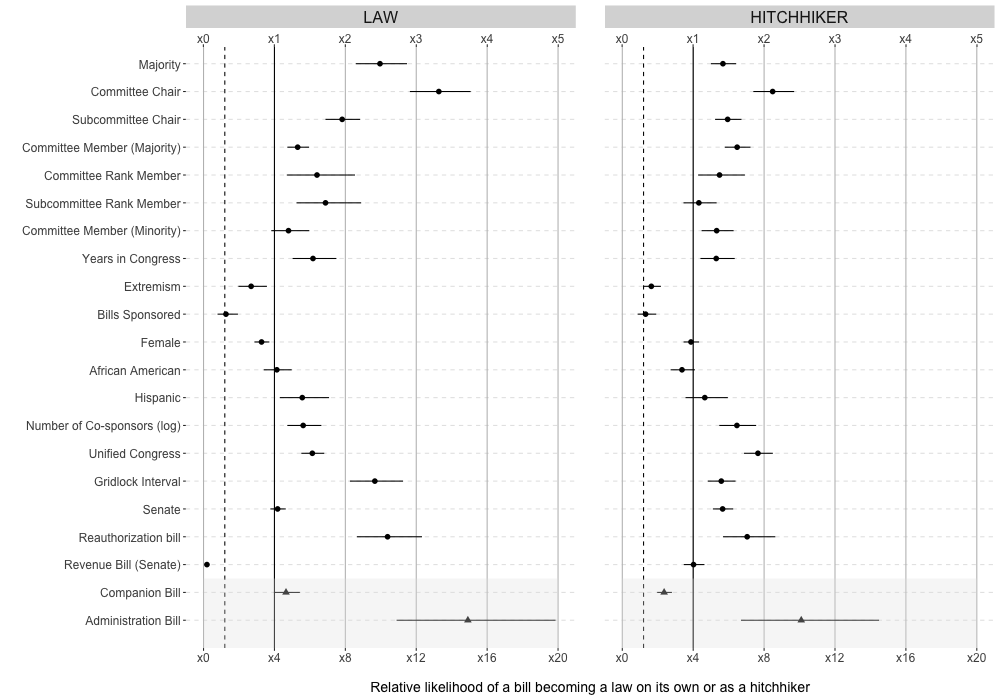 LAW HITCHHIKER
x0 x1 x2 x3 x4 x5 x0 x1 x2 x3 x4 x5
Majority
Committee Chair
Subcommittee Chair
Committee Member (Majority)
Committee Rank Member
Subcommittee Rank Member
Committee Member (Minority)
Years in Congress
Extremism
Bills Sponsored
Female
African American
Hispanic
Number of Co-sponsors (log)
Unified Congress
Gridlock Interval
Senate
Reauthorization bill
Revenue Bill (Senate)
Companion Bill
Administration Bill
x0 x4 x8 x12 x16 x20 x0 x4 x8 x12 x16 x20
Relative likelihood of a bill becoming a law on its own or as a hitchhiker